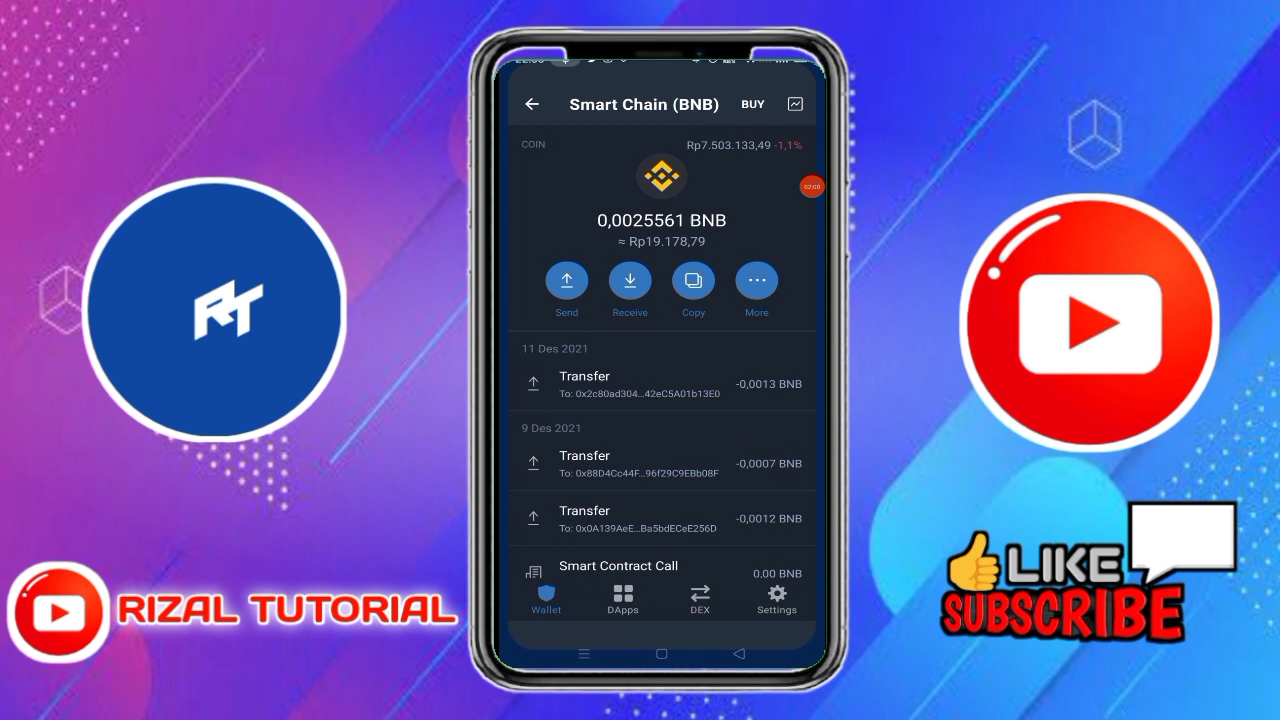 Smart Chain (BNB)
BUY
COIN
Rp7.503.133,49 -1,1%
02:00
0,0025561 BNB
≈ Rp19.178,79
Send
Receive
Copy
More
11 Des 2021
Transfer
-0,0013 BNB
To: 0x2c80ad304...42eC5A01b13E0
9 Des 2021
Transfer
-0,0007 BNB
To: 0x88D4Cc44F...96f29C9EBb08F
Transfer
-0,0012 BNB
To: 0x0A139AeE...Ba5bdECeE256D
Smart Contract Call
0.00 BNB
Wallet
DApps
DEX
Settings
RT
RIZAL TUTORIAL
LIKE
SUBSCRIBE